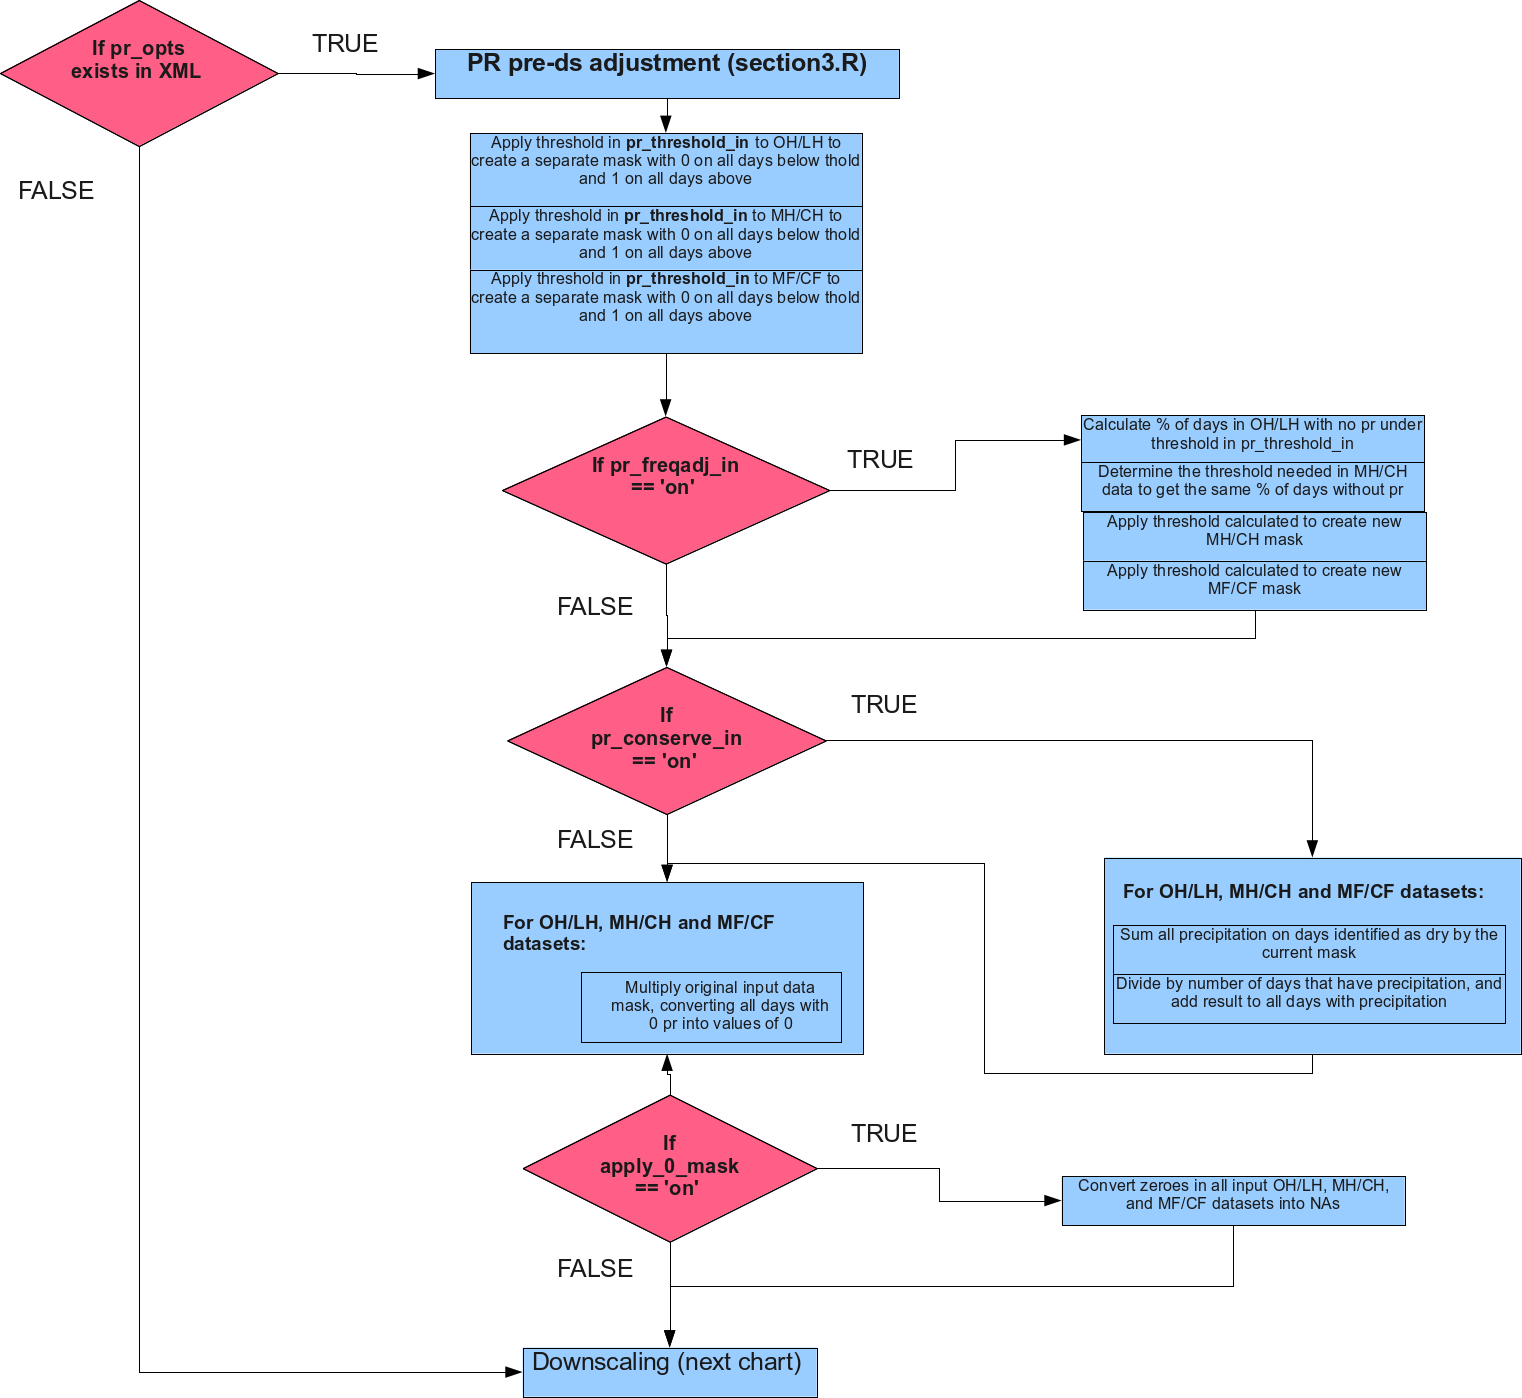 If pr_opts
exists in XML
TRUE
PR pre-ds adjustment (section3.R)
FALSE
Apply threshold in pr_threshold_in to OH/LH to
create a separate mask with 0 on all days below thold
and 1 on all days above
Apply threshold in pr_threshold_in to MH/CH to
create a separate mask with 0 on all days below thold
and 1 on all days above
Apply threshold in pr_threshold_in to MF/CF to
create a separate mask with 0 on all days below thold
and 1 on all days above
If pr_freqadj_in
== 'on'
TRUE
Calculate % of days in OH/LH with no pr under
threshold in pr_threshold_in
Determine the threshold needed in MH/CH
data to get the same % of days without pr
Apply threshold calculated to create new
MH/CH mask
Apply threshold calculated to create new
MF/CF mask
FALSE
If
pr_conserve_in
== 'on'
TRUE
FALSE
For OH/LH, MH/CH and MF/CF datasets:
Sum all precipitation on days identified as dry by the
current mask
Divide by number of days that have precipitation, and
add result to all days with precipitation
For OH/LH, MH/CH and MF/CF
datasets:
Multiply original input data
mask, converting all days with
0 pr into values of 0
If
apply_0_mask
== 'on'
TRUE
Convert zeroes in all input OH/LH, MH/CH,
and MF/CF datasets into NAs
FALSE
Downscaling (next chart)